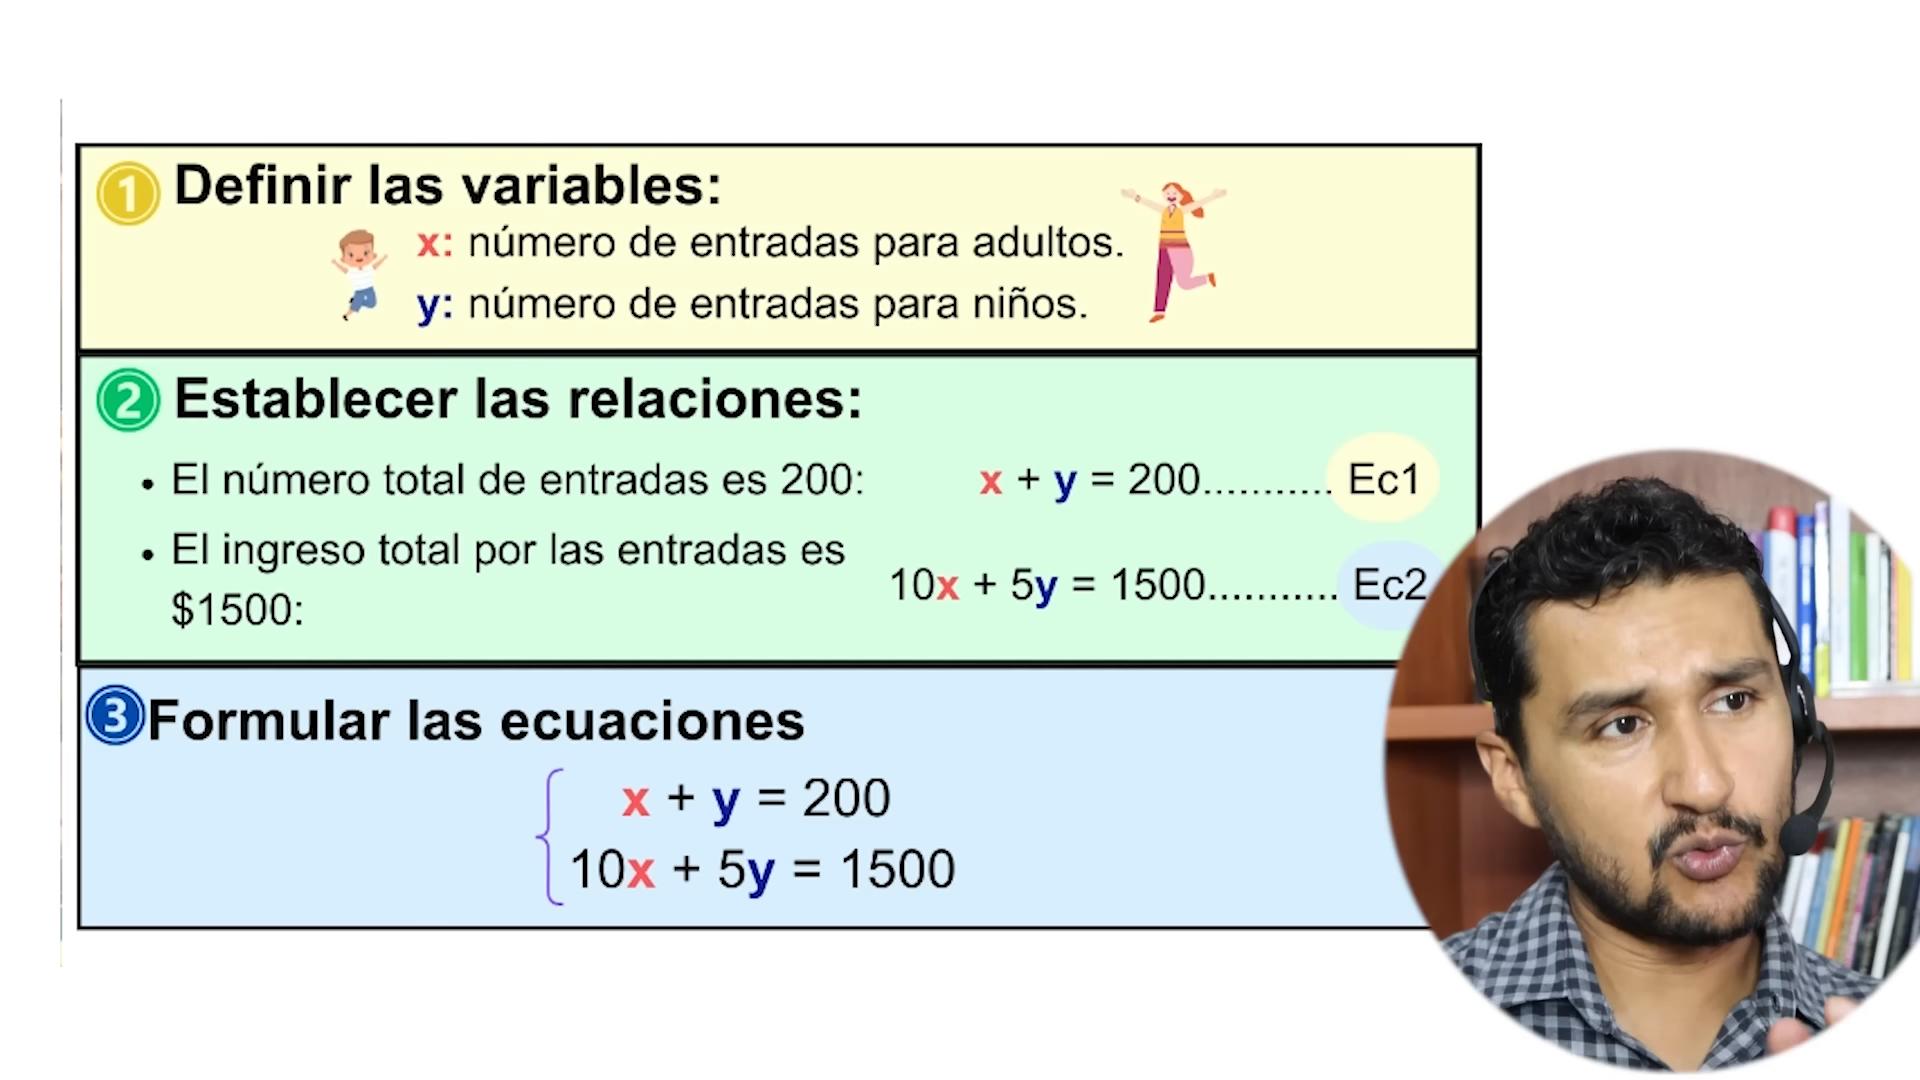 1 Definir las variables:
x: número de entradas para adultos.
y: número de entradas para niños.
2 Establecer las relaciones:
• El número total de entradas es 200: x + y = 200........... Ec1
• El ingreso total por las entradas es
$1500: 10x + 5y = 1500........... Ec2
3 Formular las ecuaciones
x + y = 200
10x + 5y = 1500